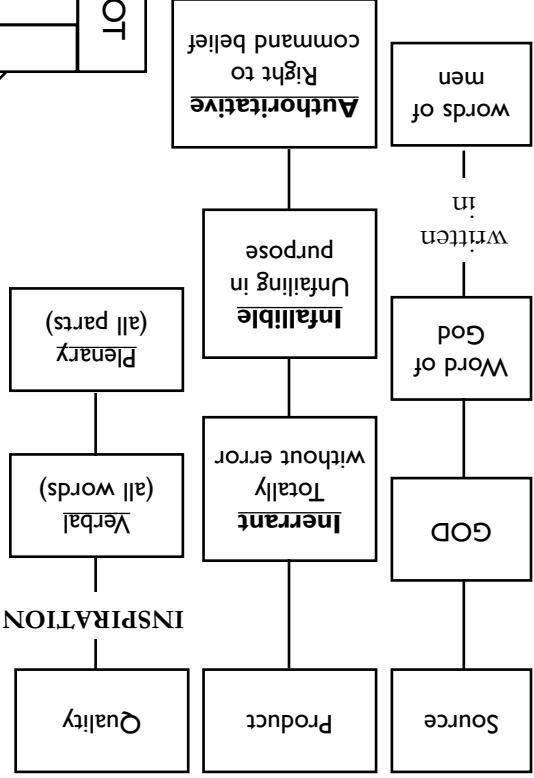 Source
GOD
Word of
God
written
in
words of
men
Product
Inerrant
Totally
without error
Infallible
Unfailing in
purpose
Authoritative
Right to
command belief
Quality
INSPIRATION
Verbal
(all words)
Plenary
(all parts)
OT